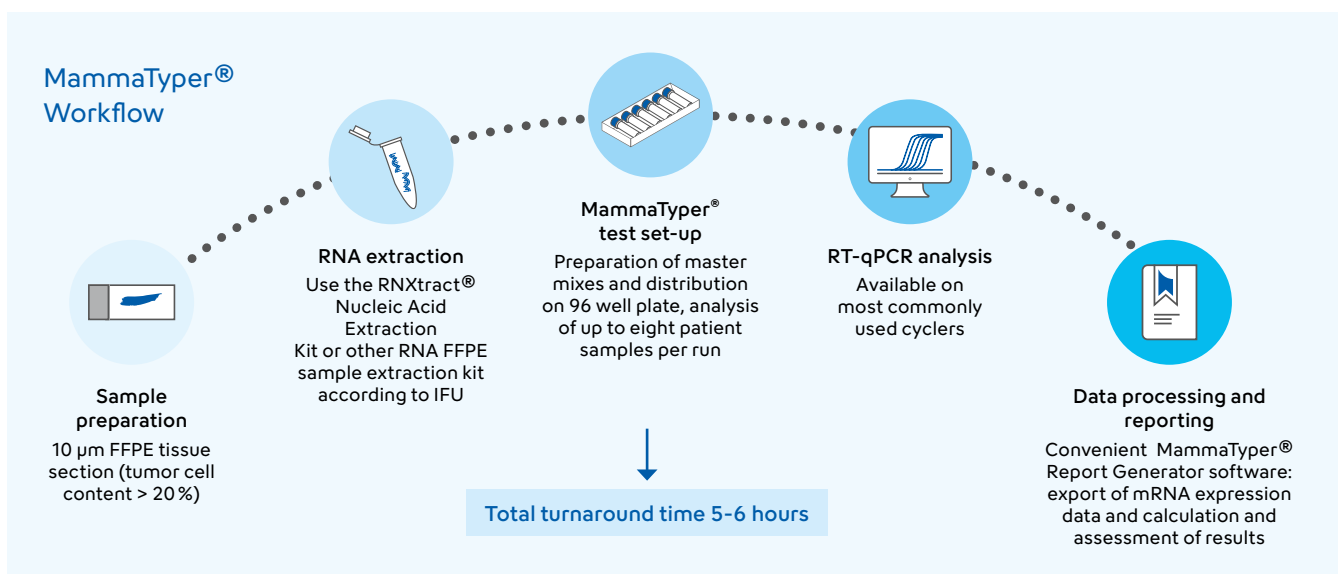 MammaTyper®
Workflow
Sample
preparation
10 µm FFPE tissue
section (tumor cell
content > 20 %)
RNA extraction
Use the RNXtract®
Nucleic Acid
Extraction
Kit or other RNA FFPE
sample extraction kit
according to IFU
MammaTyper®
test set-up
Preparation of master
mixes and distribution
on 96 well plate, analysis
of up to eight patient
samples per run
RT-qPCR analysis
Available on
most commonly
used cyclers
Data processing and
reporting
Convenient MammaTyper®
Report Generator software:
export of mRNA expression
data and calculation and
assessment of results
Total turnaround time 5-6 hours